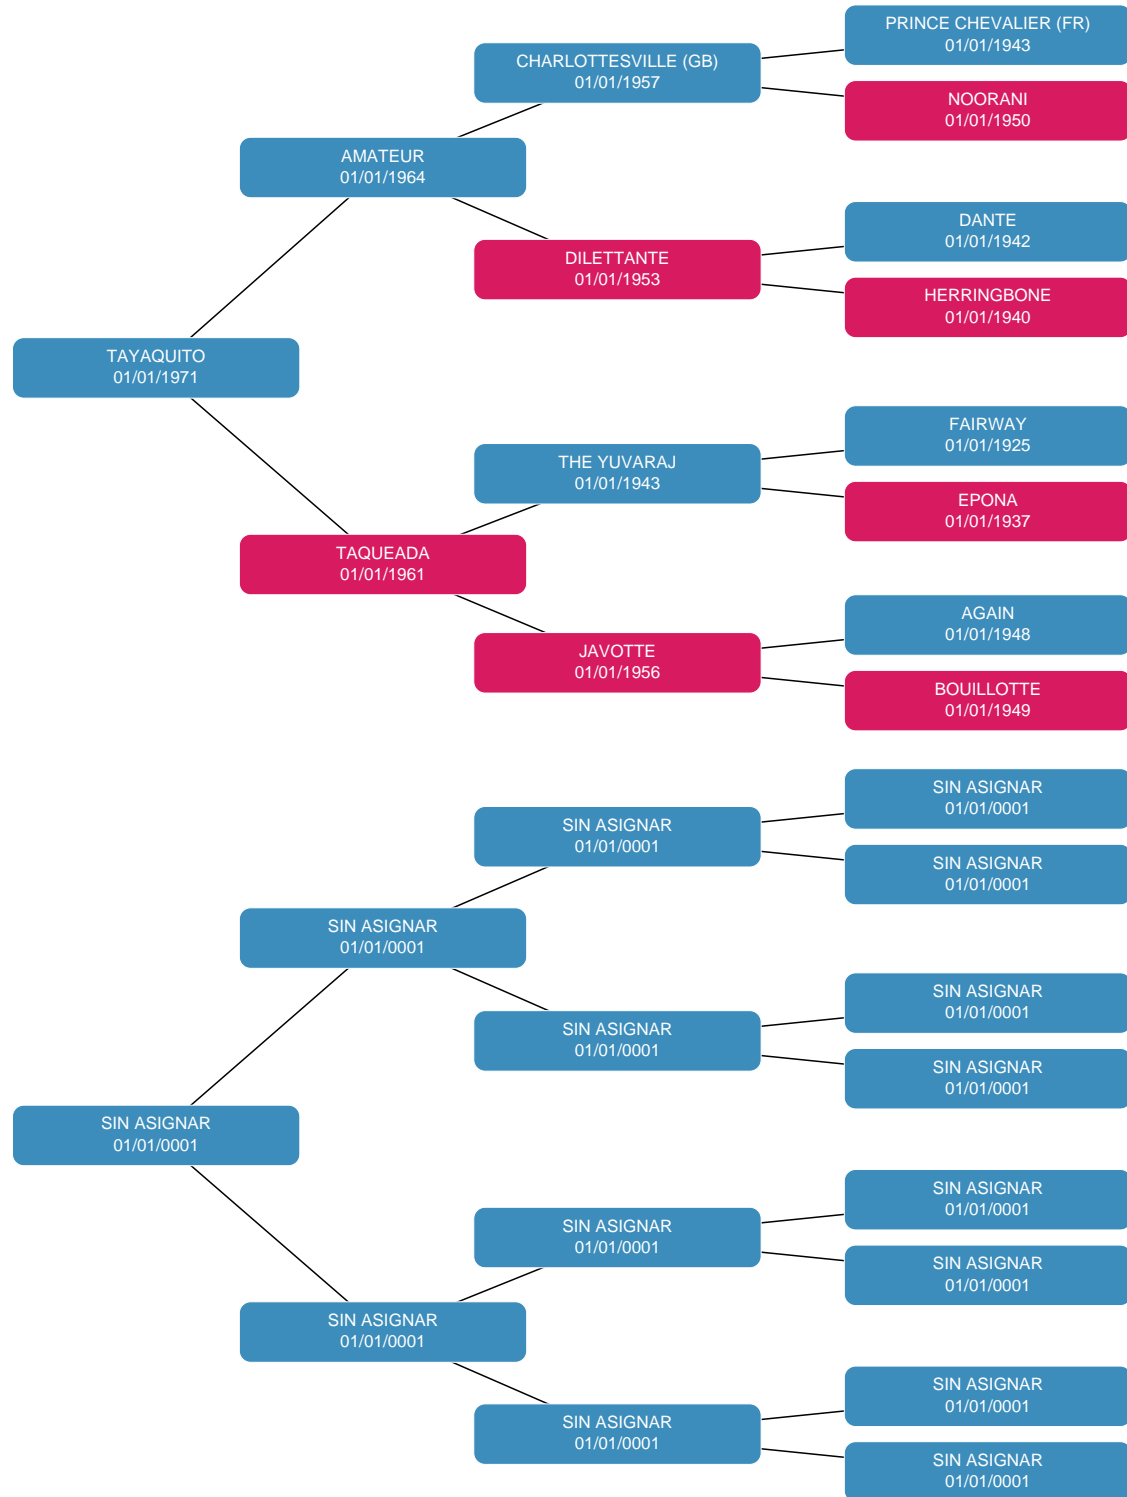 PRINCE CHEVALIER (FR)
01/01/1943
CHARLOTTESVILLE (GB)
01/01/1957
NOORANI
01/01/1950
AMATEUR
01/01/1964
DANTE
01/01/1942
DILETTANTE
01/01/1953
HERRINGBONE
01/01/1940
TAYAQUITO
01/01/1971
FAIRWAY
01/01/1925
THE YUVARAJ
01/01/1943
EPONA
01/01/1937
TAQUEADA
01/01/1961
AGAIN
01/01/1948
JAVOTTE
01/01/1956
BOUILLOTTE
01/01/1949
SIN ASIGNAR
01/01/0001
SIN ASIGNAR
01/01/0001
SIN ASIGNAR
01/01/0001
SIN ASIGNAR
01/01/0001
SIN ASIGNAR
01/01/0001
SIN ASIGNAR
01/01/0001
SIN ASIGNAR
01/01/0001
SIN ASIGNAR
01/01/0001
SIN ASIGNAR
01/01/0001
SIN ASIGNAR
01/01/0001
SIN ASIGNAR
01/01/0001
SIN ASIGNAR
01/01/0001
SIN ASIGNAR
01/01/0001
SIN ASIGNAR
01/01/0001
SIN ASIGNAR
01/01/0001